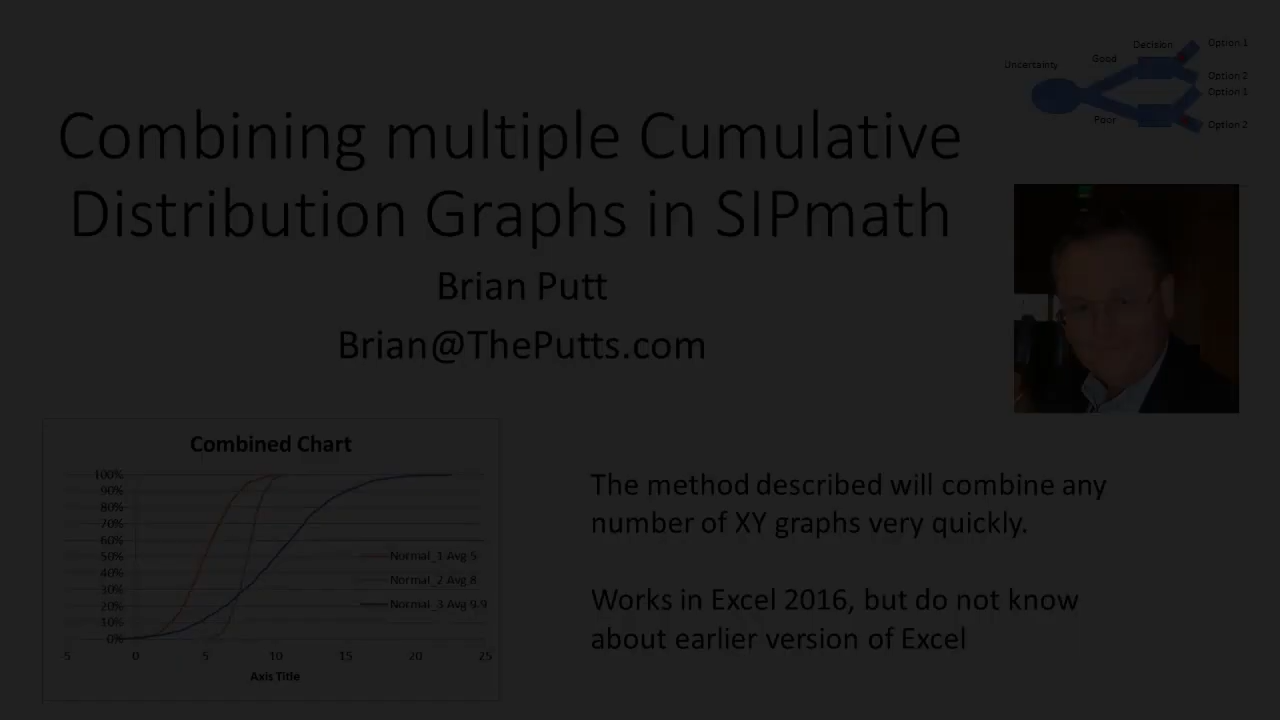 Combining multiple Cumulative
Distribution Graphs in SIPmath
Brian Putt
Brian@ThePutts.com
Uncertainty
Good
Decision
Option 1
Option 2
Option 1
Poor
Option 2
Combined Chart
100%
90%
80%
70%
60%
50%
40%
30%
20%
10%
0%
Normal_1 Avg 5
Normal_2 Avg 8
Normal_3 Avg 9.9
-5 0 5 10 15 20 25
Axis Title
The method described will combine any
number of XY graphs very quickly.
Works in Excel 2016, but do not know
about earlier version of Excel